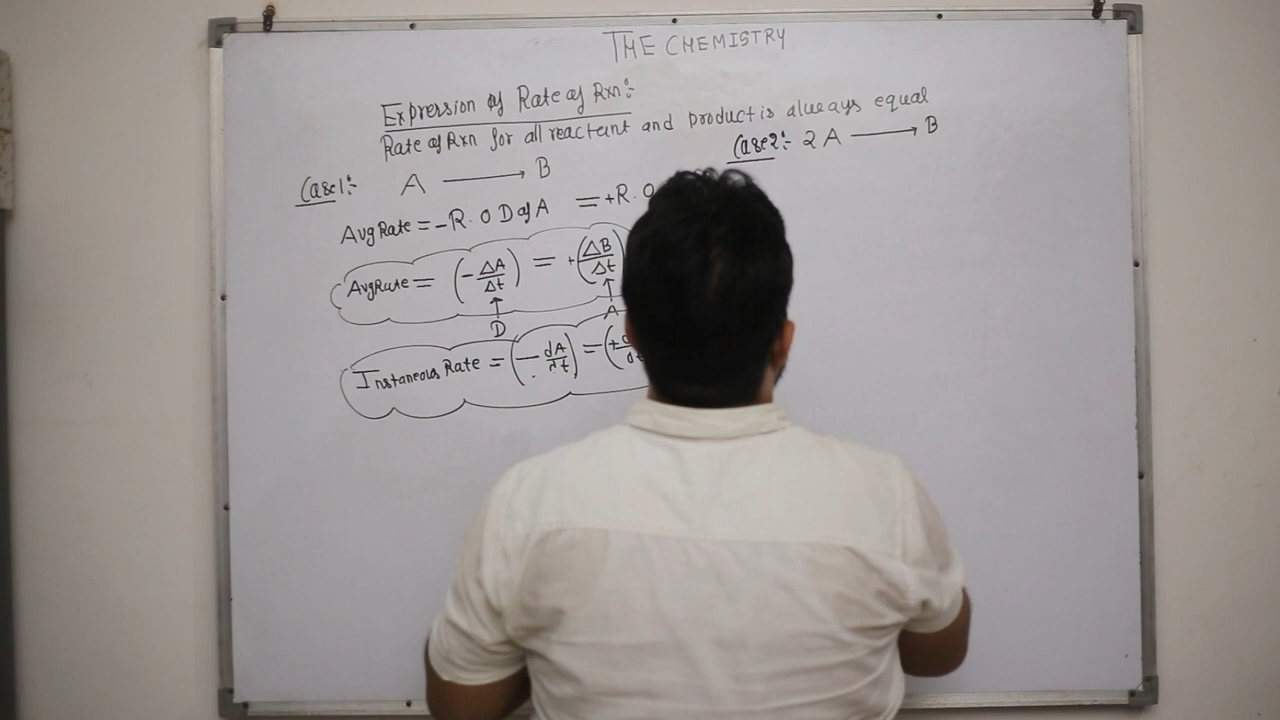 THE CHEMISTRY
Expression of Rate of Rxn:-
Rate of Rxn for all reactant and product is always equal
Case1:- A ⟶ B
Case2:- 2A ⟶ B
Avg Rate = -R.O D of A = +R.O
Avg Rate = (-ΔA/Δt) = +(ΔB/Δt)
↑ ↑
D A
Instaneous Rate = (-dA/dt) = (+